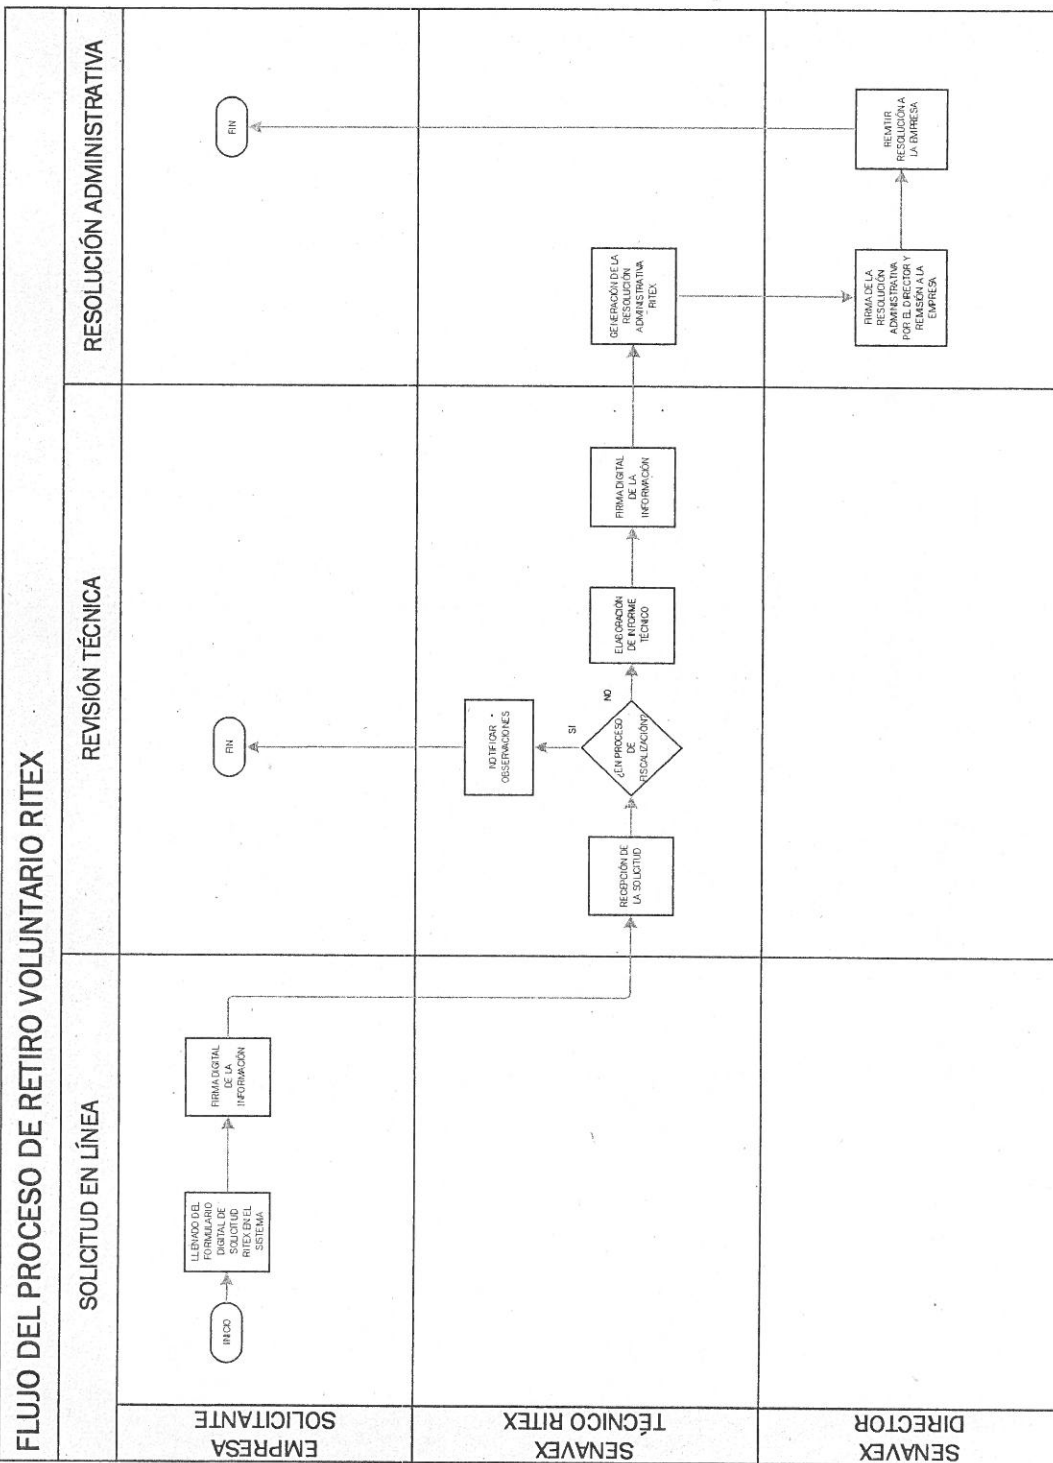 FLUJO DEL PROCESO DE RETIRO VOLUNTARIO RITEX
SOLICITUD EN LÍNEA
REVISIÓN TÉCNICA
RESOLUCIÓN ADMINISTRATIVA
EMPRESA
SOLICITANTE
INICIO
LLENADO DEL
FORMULARIO
DIGITAL DE
SOLICITUD
RITEX EN EL
SISTEMA
FIRMA DIGITAL
DE LA
INFORMACIÓN
FIN
FIN
SENAVEX
TÉCNICO RITEX
RECEPCIÓN DE
LA SOLICITUD
¿EN PROCESO
DE
FISCALIZACIÓN?
SI
NO
NOTIFICAR -
OBSERVACIONES
ELABORACIÓN
DE INFORME
TÉCNICO
FIRMA DIGITAL
DE LA
INFORMACIÓN
GENERACIÓN DE LA
RESOLUCIÓN
ADMINISTRATIVA
RITEX
SENAVEX
DIRECTOR
FIRMA DE LA
RESOLUCIÓN
ADMINISTRATIVA
POR EL DIRECTOR Y
REMISIÓN A LA
EMPRESA
REMITIR
RESOLUCIÓN A
LA EMPRESA